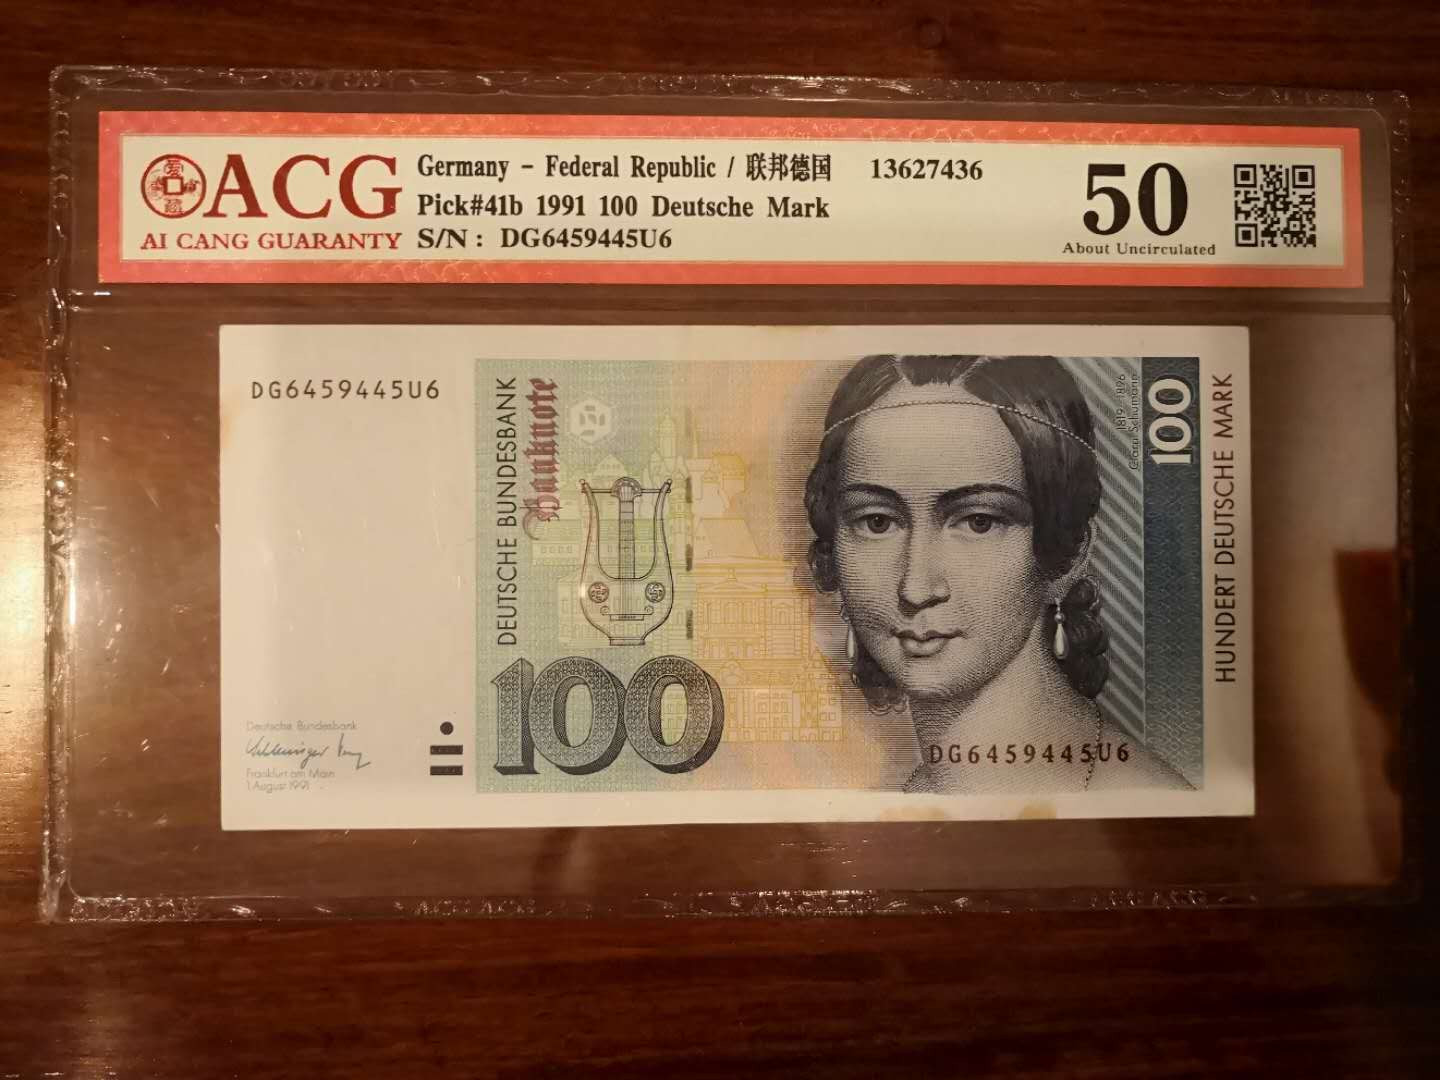 ACG
AI CANG GUARANTY
Germany - Federal Republic / 联邦德国 13627436
Pick#41b 1991 100 Deutsche Mark
S/N : DG6459445U6
50
About Uncirculated
DG6459445U6
DEUTSCHE BUNDESBANK
Banknote
100
Deutsche Bundesbank
Frankfurt am Main
1. August 1991
1819-1896
Clara Schumann
100
HUNDERT DEUTSCHE MARK
DG6459445U6